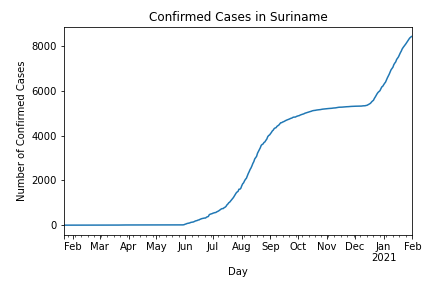 Confirmed Cases in Suriname
Number of Confirmed Cases
8000
6000
4000
2000
0
Feb Mar Apr May Jun Jul Aug Sep Oct Nov Dec Jan Feb
2021
Day